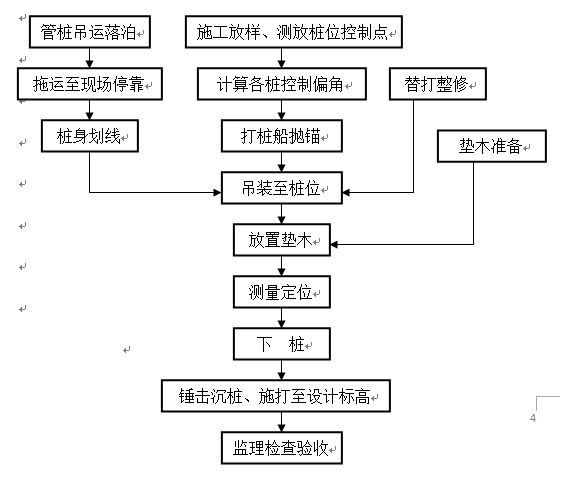 管桩吊运落泊
施工放样、测放桩位控制点
拖运至现场停靠
计算各桩控制偏角
替打整修
桩身划线
打桩船抛锚
垫木准备
吊装至桩位
放置垫木
测量定位
下 桩
锤击沉桩、施打至设计标高
监理检查验收
4